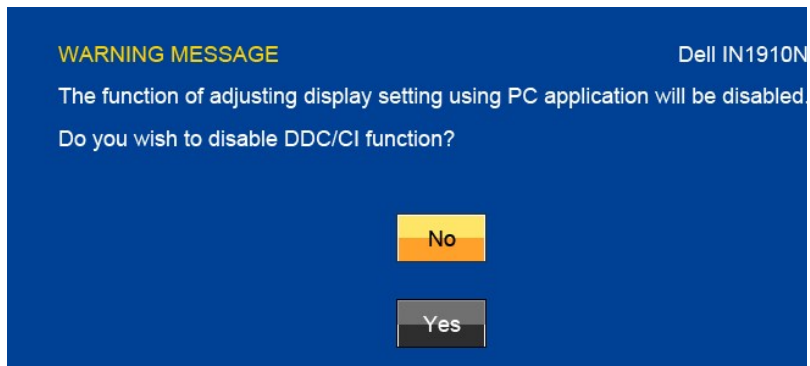 WARNING MESSAGE Dell IN1910N
The function of adjusting display setting using PC application will be disabled.
Do you wish to disable DDC/CI function?
No
Yes